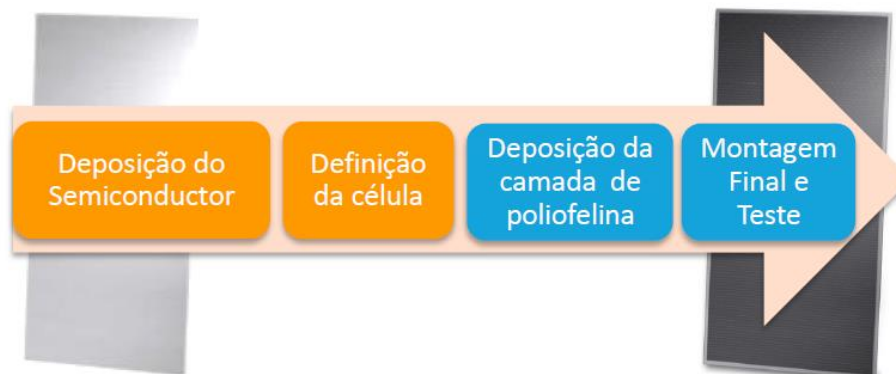 Deposição do
Semiconductor
Definição
da célula
Deposição da
camada de
poliofelina
Montagem
Final e
Teste